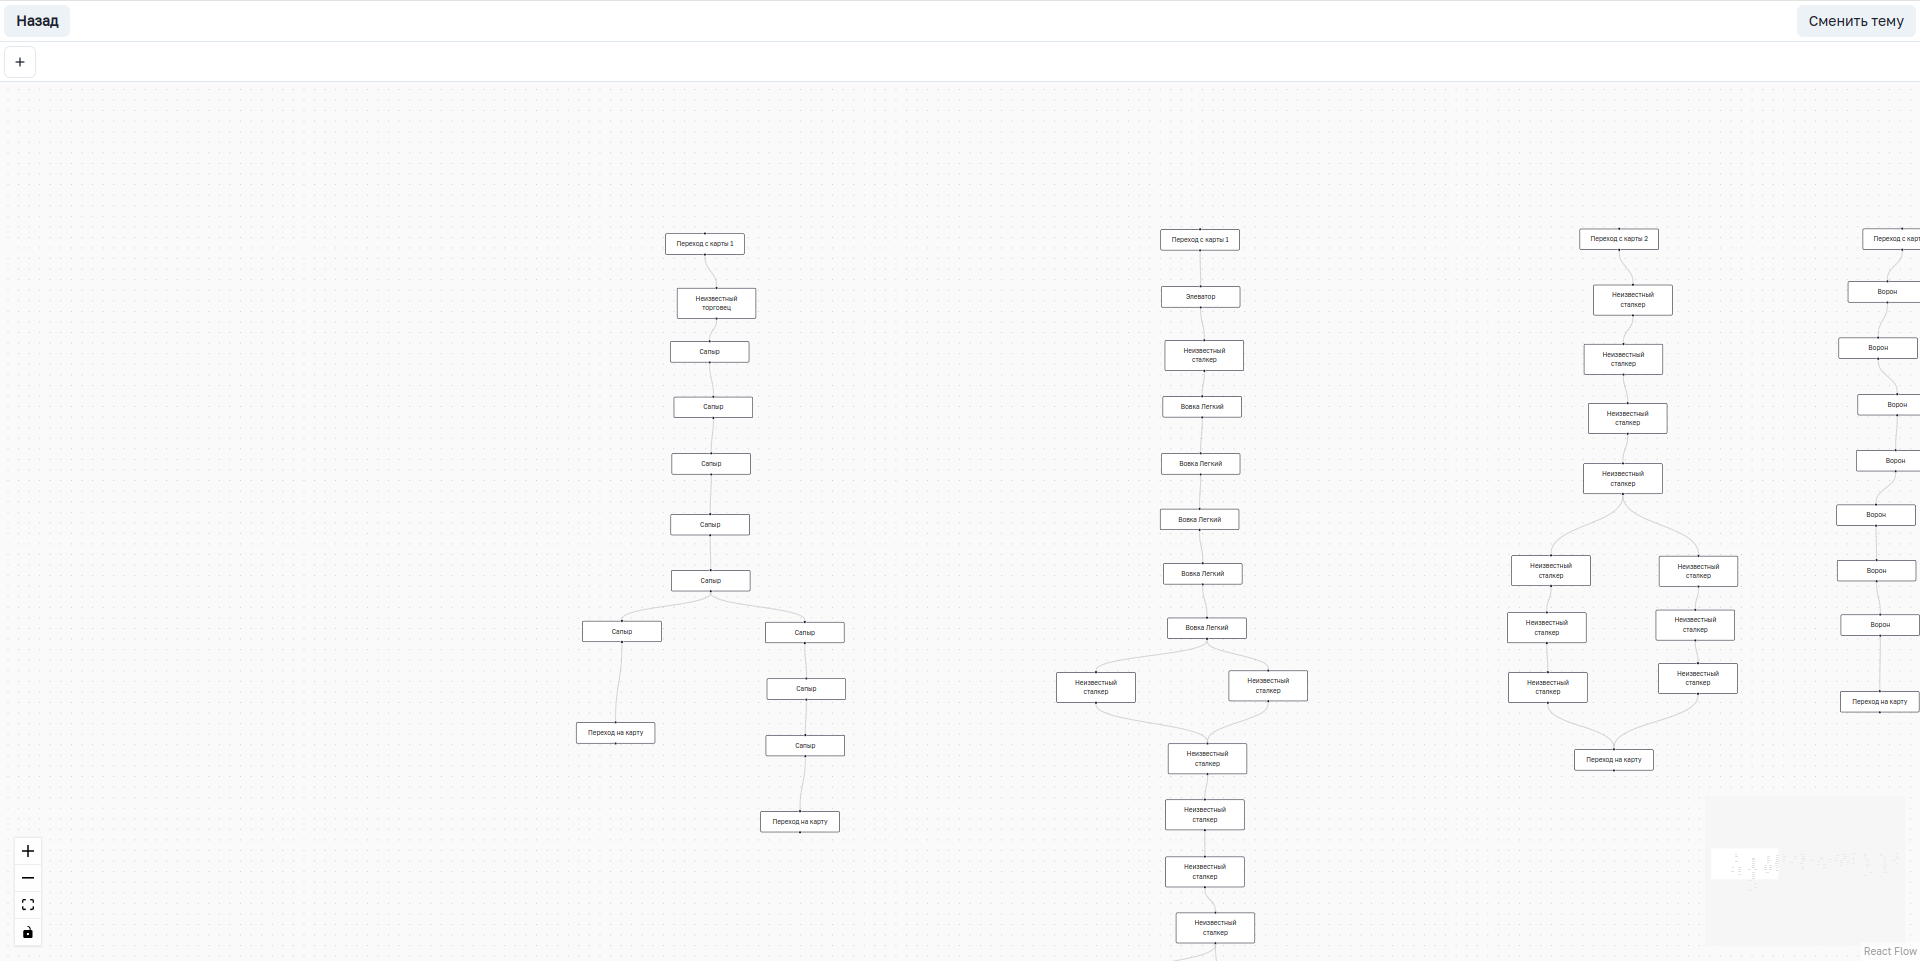 Назад
Сменить тему
Переход с карты 1
Неизвестный
торговец
Сапыр
Сапыр
Сапыр
Сапыр
Сапыр
Сапыр
Переход на карту
Сапыр
Сапыр
Сапыр
Переход на карту
Переход с карты 1
Элеватор
Неизвестный
сталкер
Вовка Легкий
Вовка Легкий
Вовка Легкий
Вовка Легкий
Вовка Легкий
Неизвестный
сталкер
Неизвестный
сталкер
Неизвестный
сталкер
Неизвестный
сталкер
Неизвестный
сталкер
Неизвестный
сталкер
Переход с карты 2
Неизвестный
сталкер
Неизвестный
сталкер
Неизвестный
сталкер
Неизвестный
сталкер
Неизвестный
сталкер
Неизвестный
сталкер
Неизвестный
сталкер
Неизвестный
сталкер
Неизвестный
сталкер
Неизвестный
сталкер
Переход на карту
Переход с карт
Ворон
Ворон
Ворон
Ворон
Ворон
Ворон
Ворон
Переход на карту
React Flow